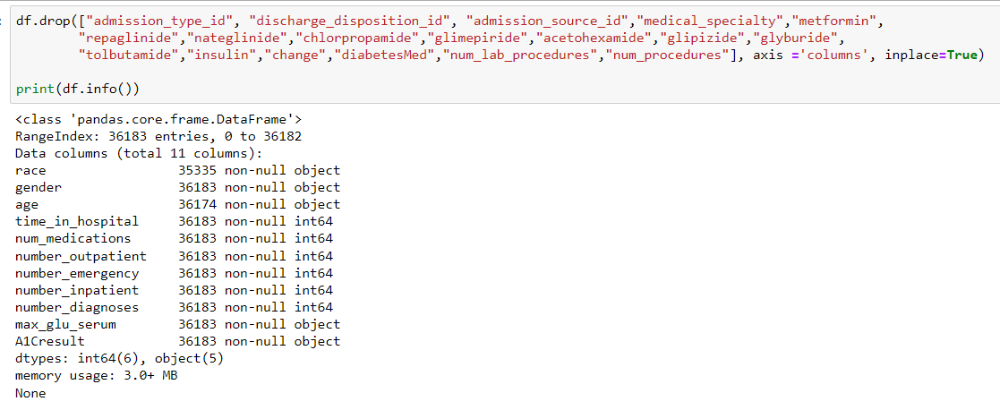 df.drop(["admission_type_id", "discharge_disposition_id", "admission_source_id","medical_specialty","metformin",
"repaglinide","nateglinide","chlorpropamide","glimepiride","acetohexamide","glipizide","glyburide",
"tolbutamide","insulin","change","diabetesMed","num_lab_procedures","num_procedures"], axis ='columns', inplace=True)
print(df.info())
<class 'pandas.core.frame.DataFrame'>
RangeIndex: 36183 entries, 0 to 36182
Data columns (total 11 columns):
race                  35335 non-null object
gender                36183 non-null object
age                   36174 non-null object
time_in_hospital      36183 non-null int64
num_medications       36183 non-null int64
number_outpatient     36183 non-null int64
number_emergency      36183 non-null int64
number_inpatient      36183 non-null int64
number_diagnoses      36183 non-null int64
max_glu_serum         36183 non-null object
A1Cresult             36183 non-null object
dtypes: int64(6), object(5)
memory usage: 3.0+ MB
None